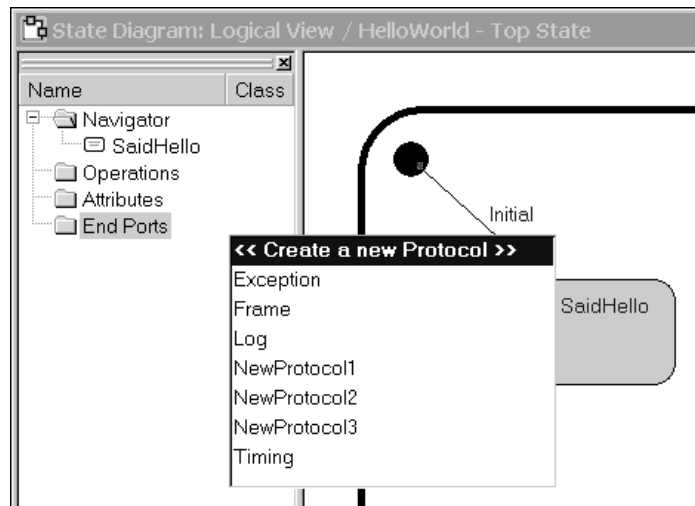 State Diagram: Logical View / HelloWorld - Top State
Name Class
Navigator
SaidHello
Operations
Attributes
End Ports
Initial
<< Create a new Protocol >>
Exception
Frame
Log
NewProtocol1
NewProtocol2
NewProtocol3
Timing
SaidHello